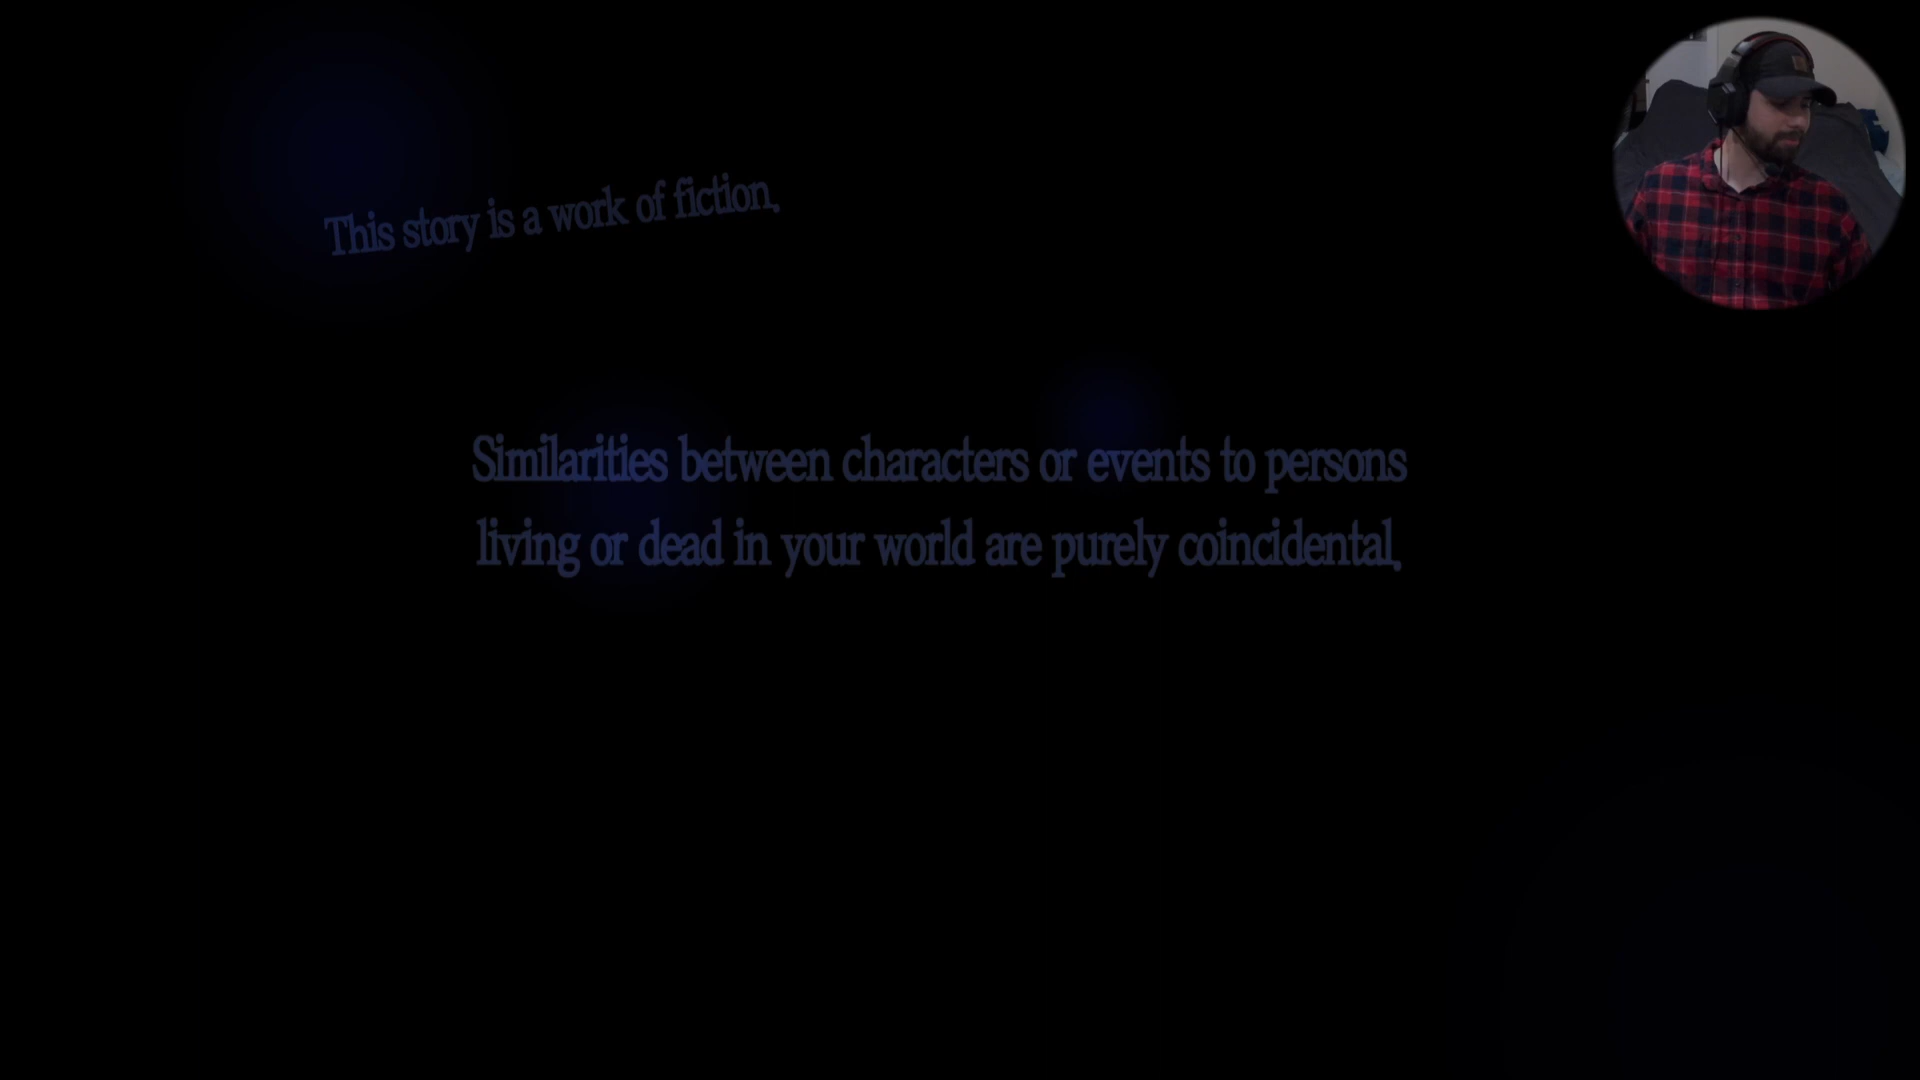 This story is a work of fiction.
Similarities between characters or events to persons
living or dead in your world are purely coincidental.